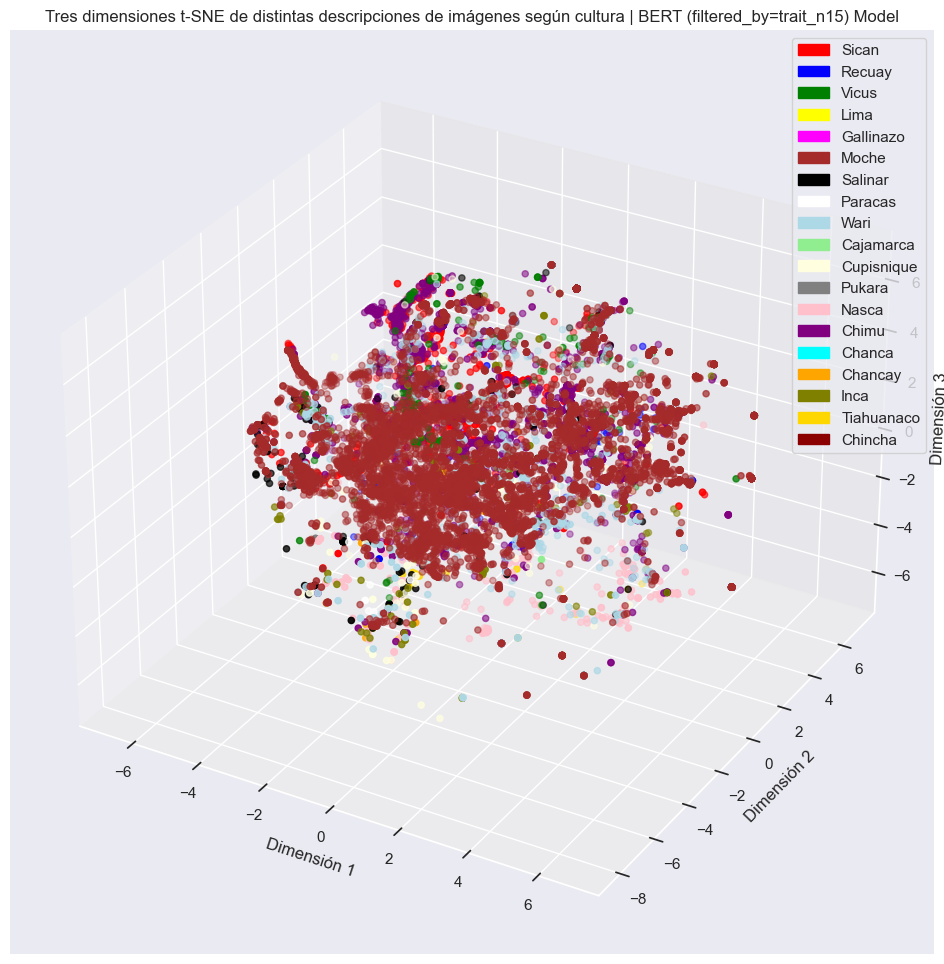 Tres dimensiones t-SNE de distintas descripciones de imágenes según cultura | BERT (filtered_by=trait_n15) Model
Sican
Recuay
Vicus
Lima
Gallinazo
Moche
Salinar
Paracas
Wari
Cajamarca
Cupisnique
Pukara
Nasca
Chimu
Chanca
Chancay
Inca
Tiahuanaco
Chincha
6
4
2
0
−2
−4
−6
Dimensión 3
6
4
2
0
−2
−4
−6
−8
Dimensión 2
−6
−4
−2
0
2
4
6
Dimensión 1